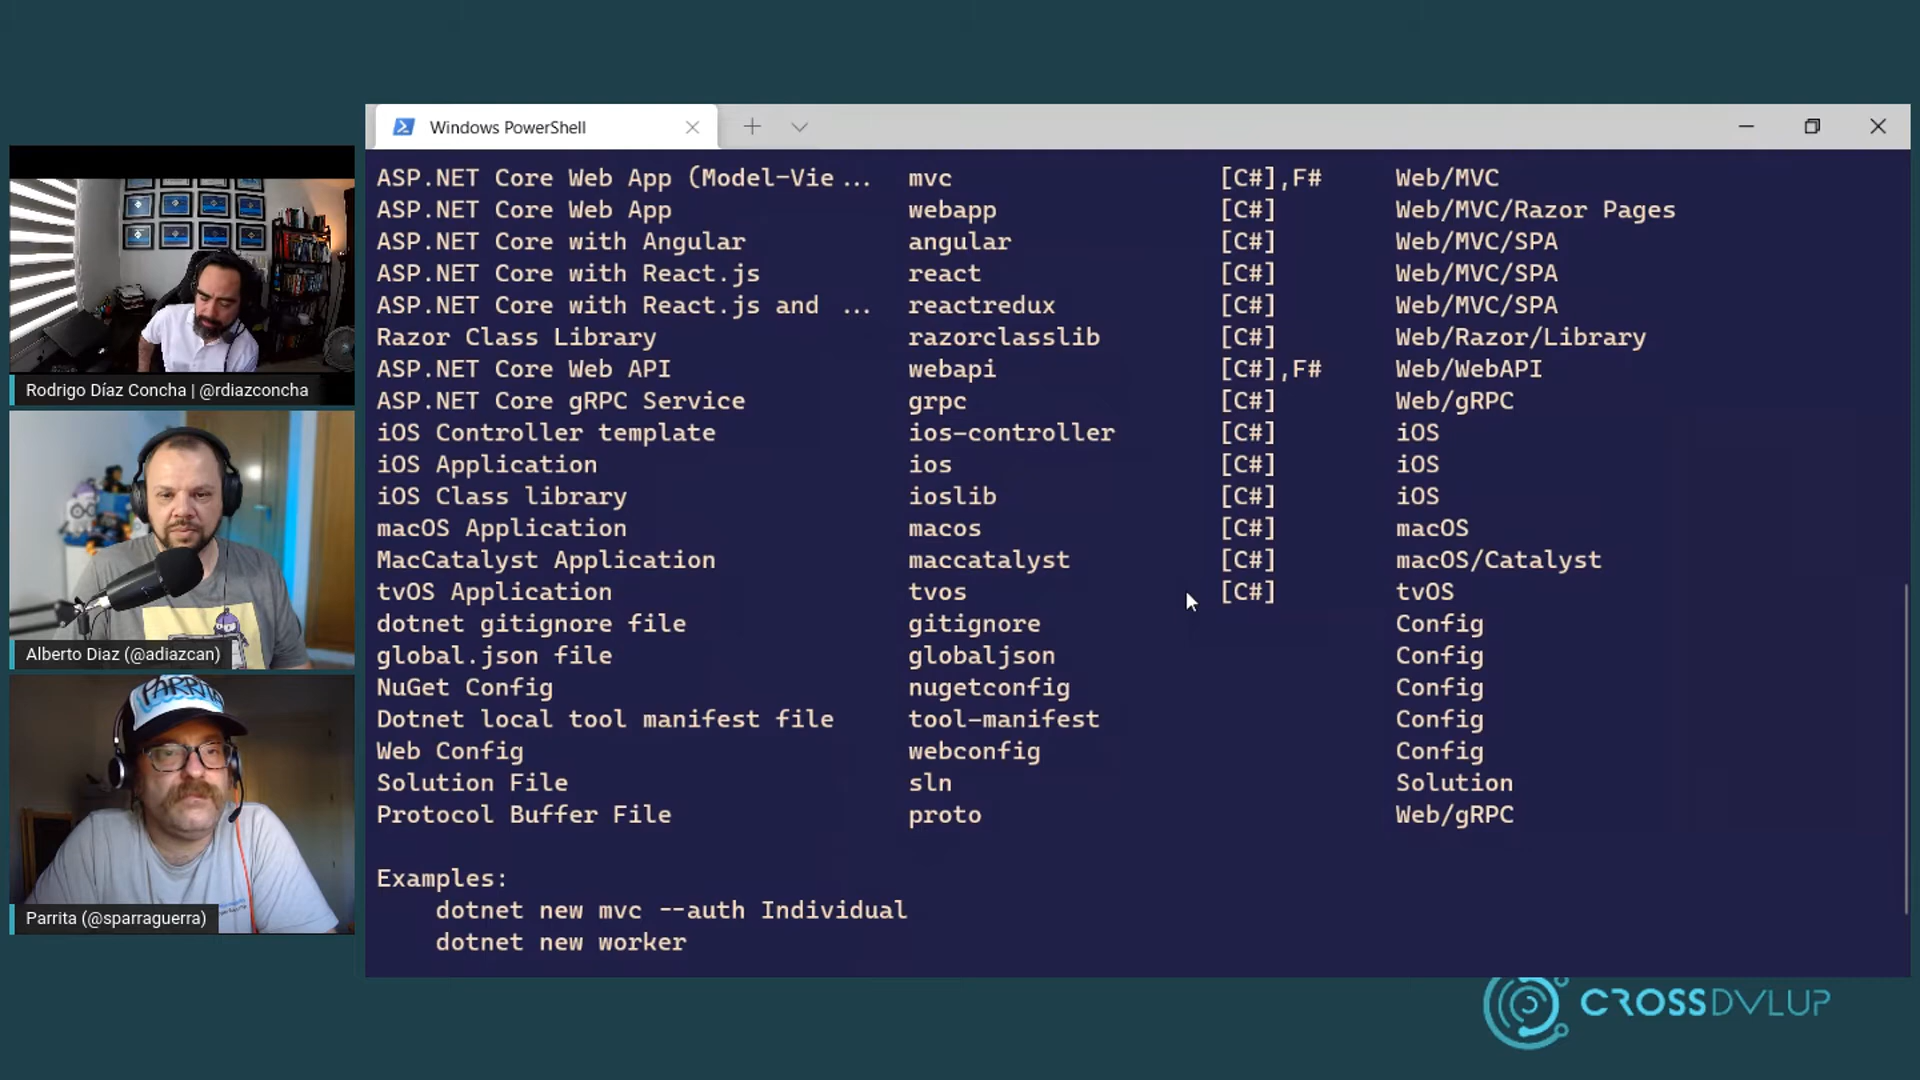 Windows PowerShell
ASP.NET Core Web App (Model-Vie... mvc [C#],F# Web/MVC
ASP.NET Core Web App webapp [C#] Web/MVC/Razor Pages
ASP.NET Core with Angular angular [C#] Web/MVC/SPA
ASP.NET Core with React.js react [C#] Web/MVC/SPA
ASP.NET Core with React.js and ... reactredux [C#] Web/MVC/SPA
Razor Class Library razorclasslib [C#] Web/Razor/Library
ASP.NET Core Web API webapi [C#],F# Web/WebAPI
ASP.NET Core gRPC Service grpc [C#] Web/gRPC
iOS Controller template ios-controller [C#] iOS
iOS Application ios [C#] iOS
iOS Class library ioslib [C#] iOS
macOS Application macos [C#] macOS
MacCatalyst Application maccatalyst [C#] macOS/Catalyst
tvOS Application tvos [C#] tvOS
dotnet gitignore file gitignore Config
global.json file globaljson Config
NuGet Config nugetconfig Config
Dotnet local tool manifest file tool-manifest Config
Web Config webconfig Config
Solution File sln Solution
Protocol Buffer File proto Web/gRPC
Examples:
dotnet new mvc --auth Individual
dotnet new worker
Rodrigo Díaz Concha | @rdiazconcha
Alberto Diaz (@adiazcan)
PARRITA
Parrita (@sparraguerra)
CROSSDVLUP